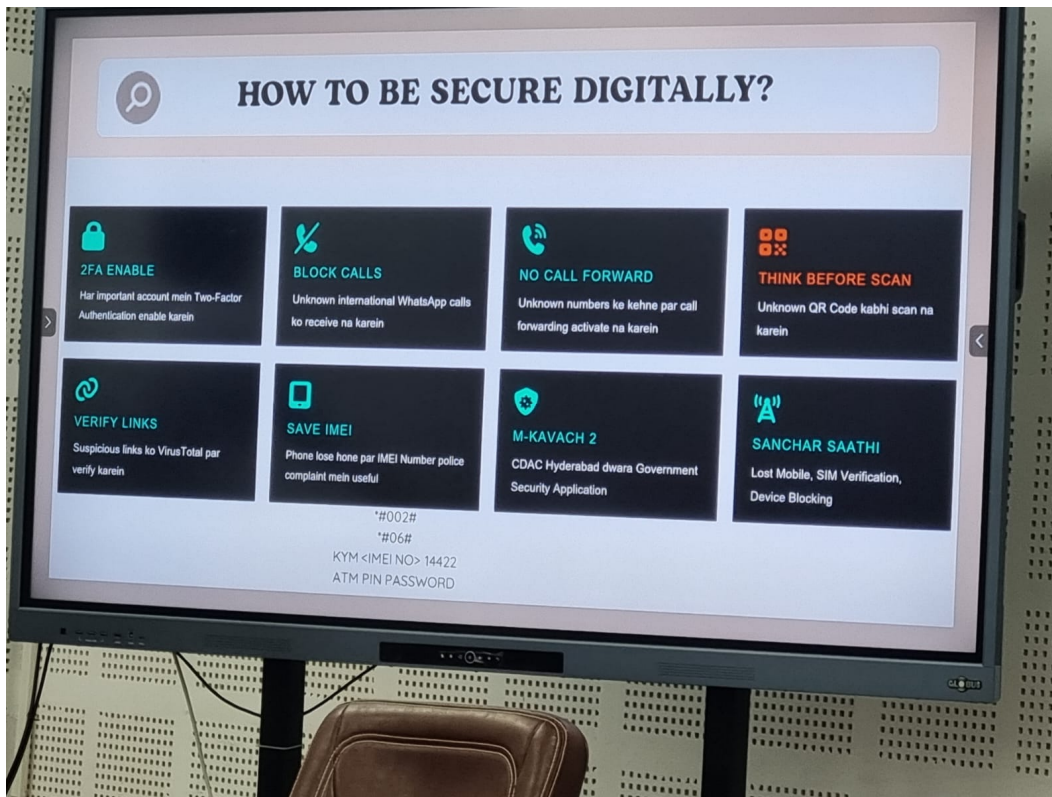 HOW TO BE SECURE DIGITALLY?
2FA ENABLE
Har important account mein Two-Factor
Authentication enable karein
BLOCK CALLS
Unknown international WhatsApp calls
ko receive na karein
NO CALL FORWARD
Unknown numbers ke kehne par call
forwarding activate na karein
THINK BEFORE SCAN
Unknown QR Code kabhi scan na
karein
VERIFY LINKS
Suspicious links ko VirusTotal par
verify karein
SAVE IMEI
Phone lose hone par IMEI Number police
complaint mein useful
M-KAVACH 2
CDAC Hyderabad dwara Government
Security Application
SANCHAR SAATHI
Lost Mobile, SIM Verification,
Device Blocking
*#002#
*#06#
KYM <IMEI NO> 14422
ATM PIN PASSWORD
GLOBUS